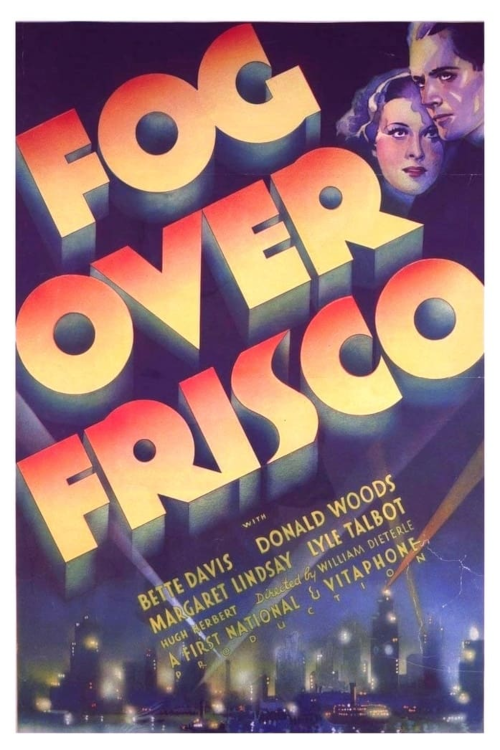 FOG
OVER
FRISCO
WITH
BETTE DAVIS DONALD WOODS
MARGARET LINDSAY LYLE TALBOT
HUGH HERBERT Directed by WILLIAM DIETERLE
A FIRST NATIONAL & VITAPHONE
PRODUCTION